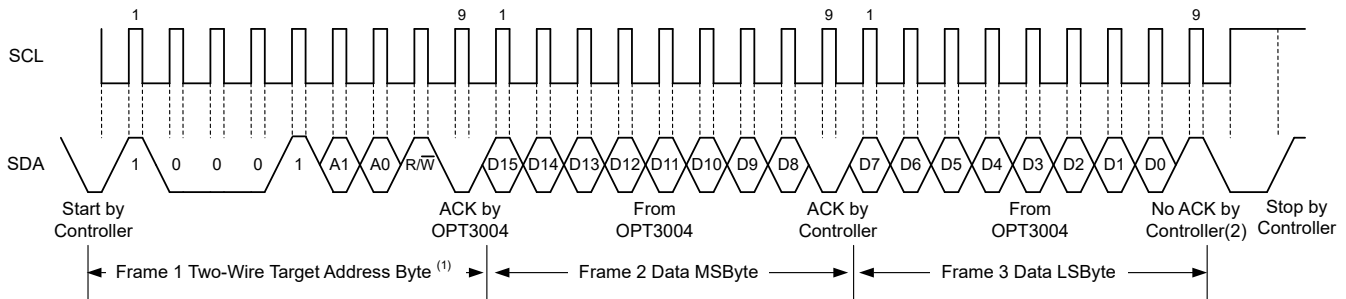 1 9 1 9 1 9
SCL
SDA 1 0 0 0 1 A1 A0 R/W̅ D15 D14 D13 D12 D11 D10 D9 D8 D7 D6 D5 D4 D3 D2 D1 D0
Start by
Controller
ACK by
OPT3004
From
OPT3004
ACK by
Controller
From
OPT3004
No ACK by
Controller(2)
Stop by
Controller
Frame 1 Two-Wire Target Address Byte (1)
Frame 2 Data MSByte
Frame 3 Data LSByte